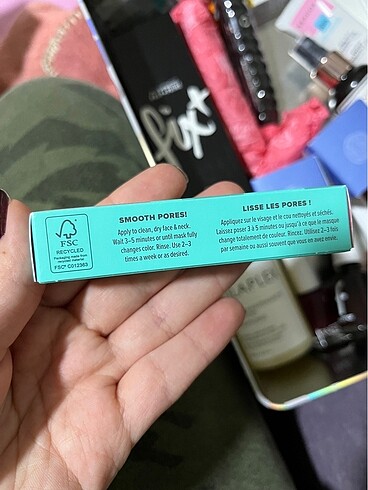 fix+
FSC
RECYCLED
Packaging made from
recycled material
FSC® C012363
SMOOTH PORES!
Apply to clean, dry face & neck.
Wait 3–5 minutes or until mask fully
changes color. Rinse. Use 2–3
times a week or as desired.
LISSE LES PORES !
Appliquez sur le visage et le cou nettoyés et séchés.
Laissez poser 3 à 5 minutes ou jusqu'à ce que le masque
change totalement de couleur. Rincez. Utilisez 2–3 fois
par semaine ou aussi souvent que vous en avez envie.